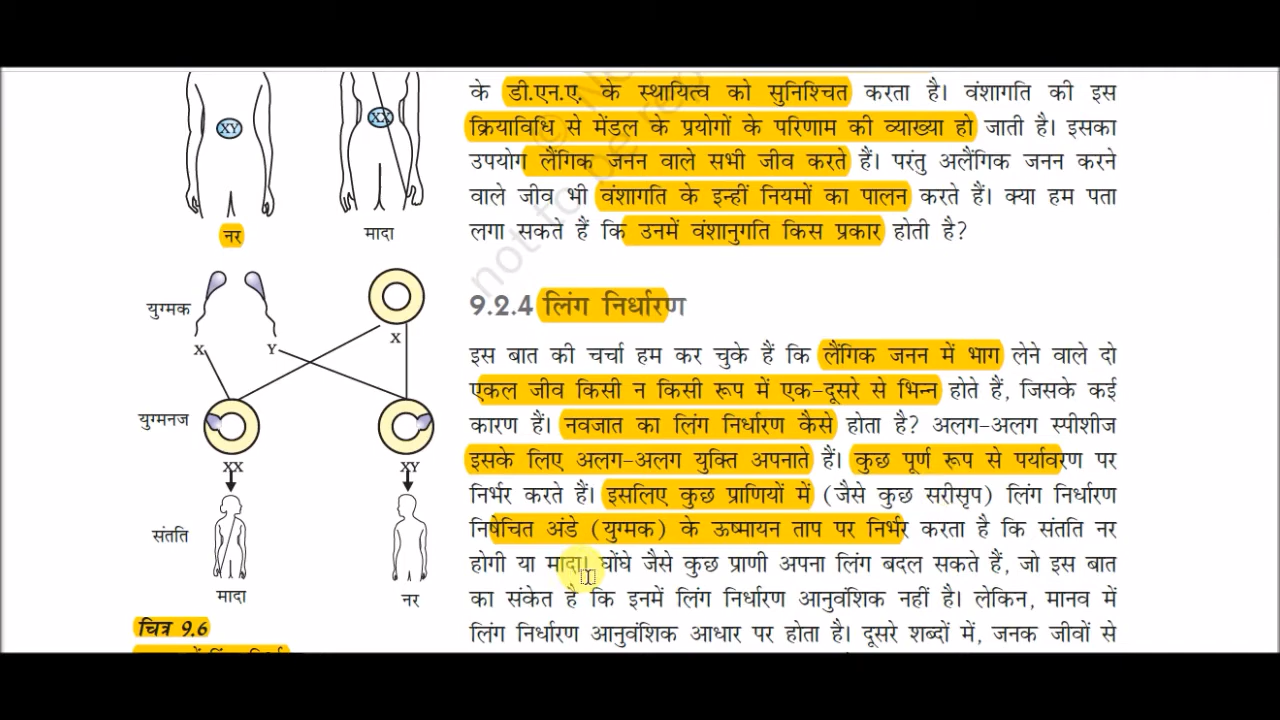 XY
XX
नर
मादा
युग्मक
X
Y
X
युग्मनज
XX
XY
संतति
मादा
नर
चित्र 9.6
के डी.एन.ए. के स्थायित्व को सुनिश्चित करता है। वंशागति की इस
क्रियाविधि से मेंडल के प्रयोगों के परिणाम की व्याख्या हो जाती है। इसका
उपयोग लैंगिक जनन वाले सभी जीव करते हैं। परंतु अलैंगिक जनन करने
वाले जीव भी वंशागति के इन्हीं नियमों का पालन करते हैं। क्या हम पता
लगा सकते हैं कि उनमें वंशानुगति किस प्रकार होती है?
9.2.4 लिंग निर्धारण
इस बात की चर्चा हम कर चुके हैं कि लैंगिक जनन में भाग लेने वाले दो
एकल जीव किसी न किसी रूप में एक-दूसरे से भिन्न होते हैं, जिसके कई
कारण हैं। नवजात का लिंग निर्धारण कैसे होता है? अलग-अलग स्पीशीज
इसके लिए अलग-अलग युक्ति अपनाते हैं। कुछ पूर्ण रूप से पर्यावरण पर
निर्भर करते हैं। इसलिए कुछ प्राणियों में (जैसे कुछ सरीसृप) लिंग निर्धारण
निषेचित अंडे (युग्मक) के ऊष्मायन ताप पर निर्भर करता है कि संतति नर
होगी या मादा। घोंघे जैसे कुछ प्राणी अपना लिंग बदल सकते हैं, जो इस बात
का संकेत है कि इनमें लिंग निर्धारण आनुवंशिक नहीं है। लेकिन, मानव में
लिंग निर्धारण आनुवंशिक आधार पर होता है। दूसरे शब्दों में, जनक जीवों से
not to be